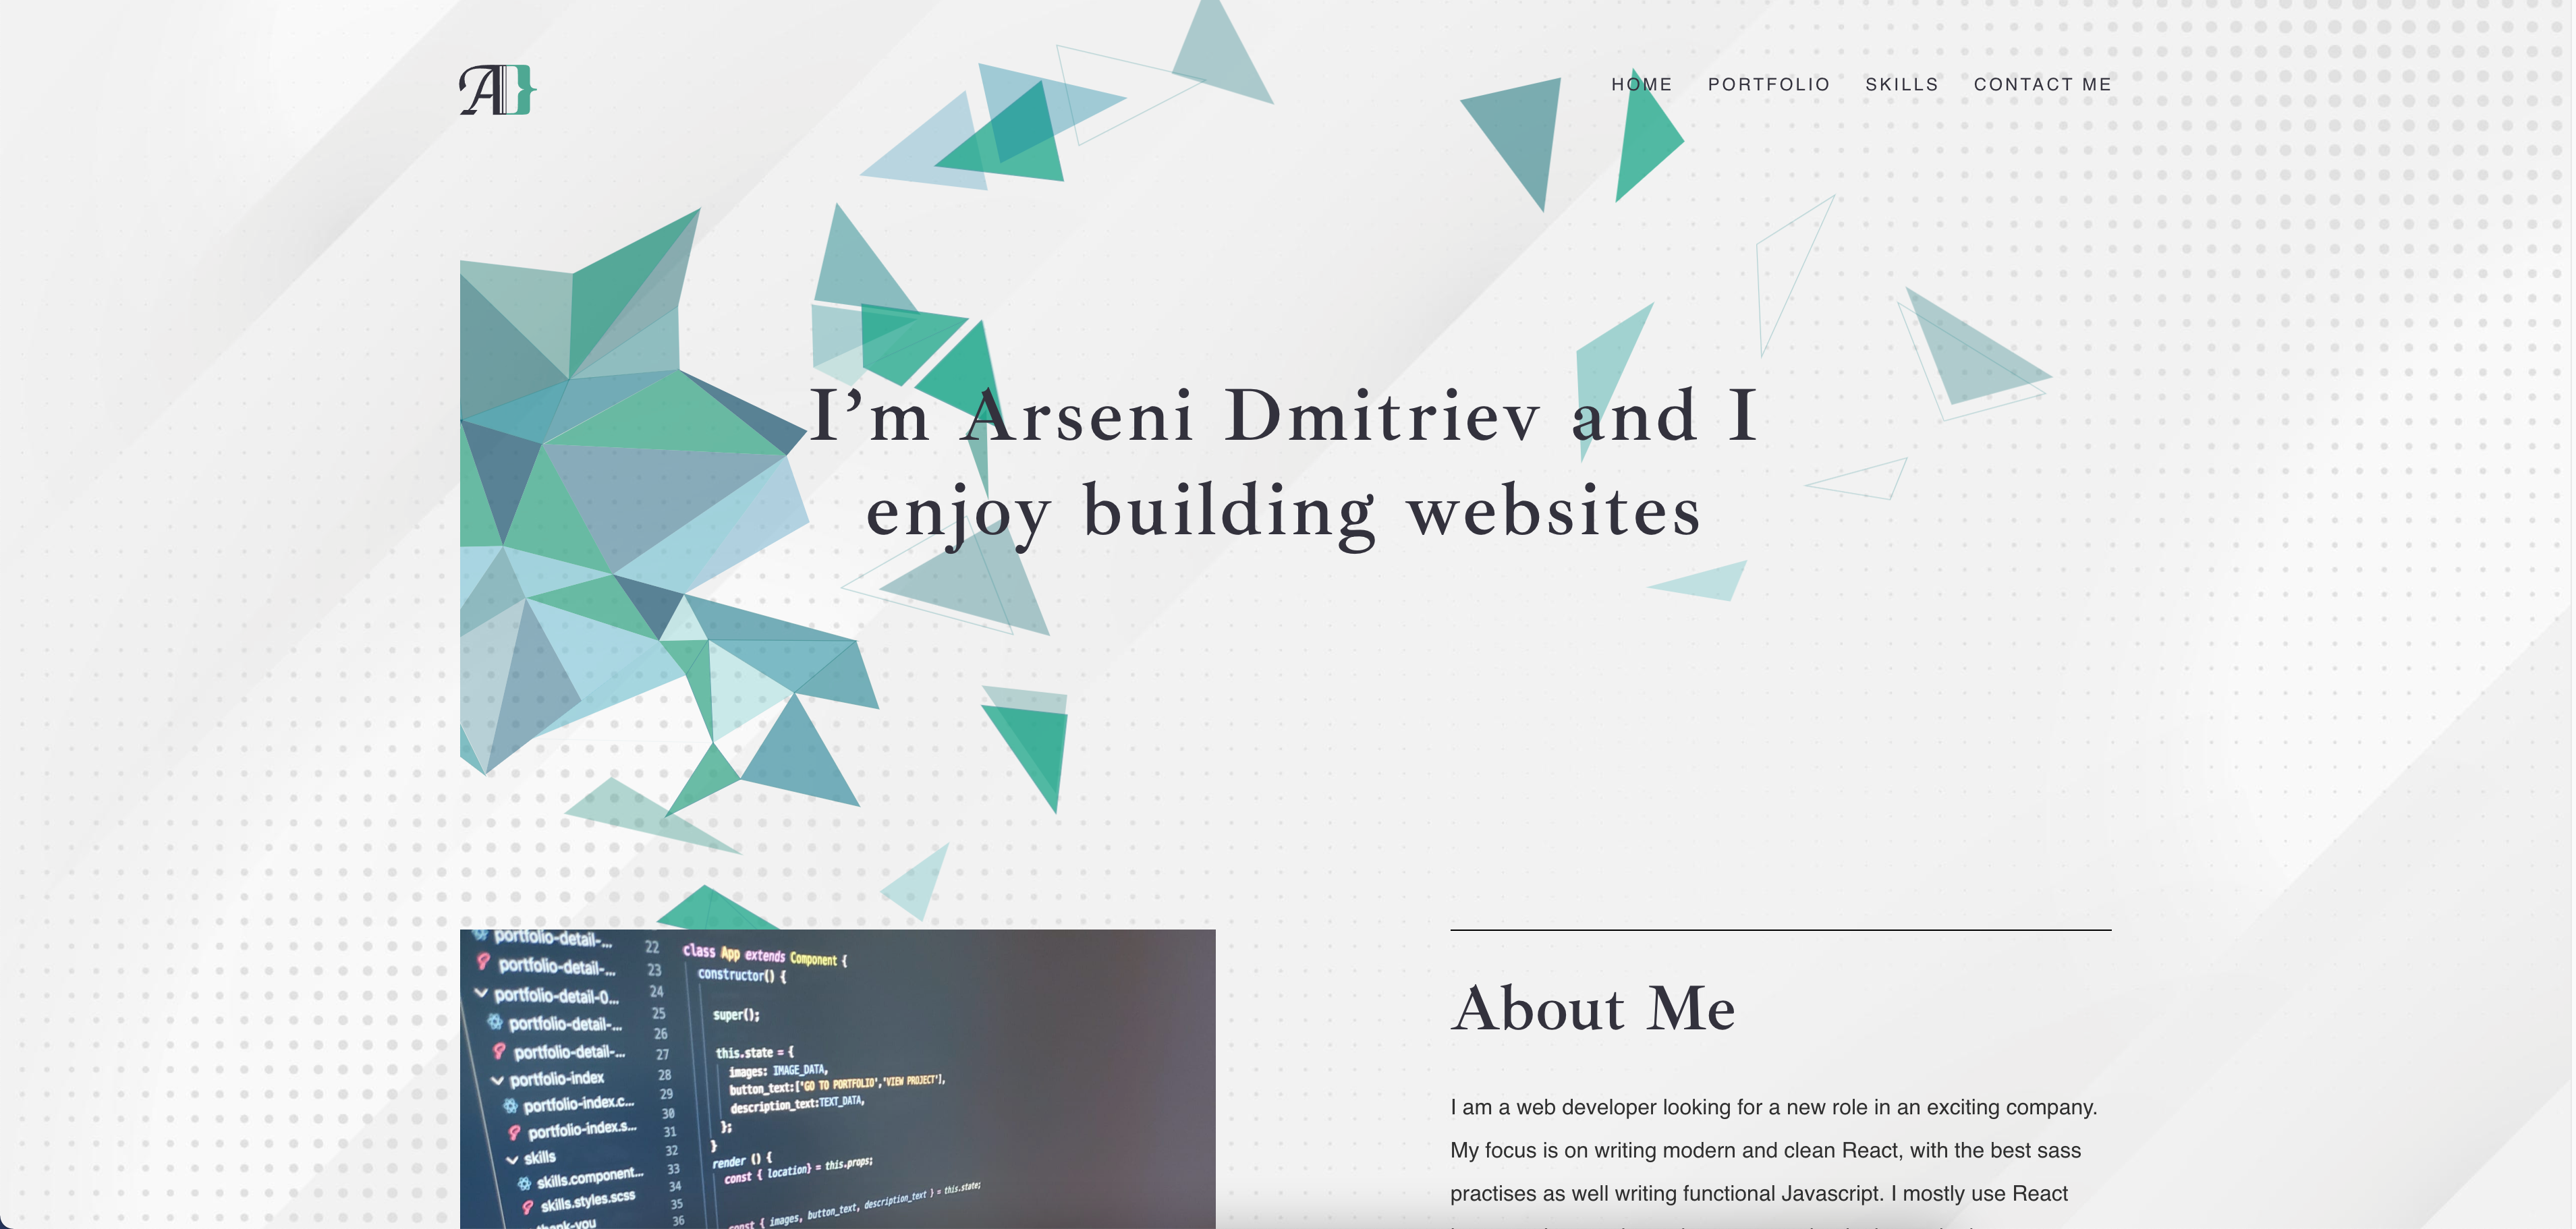 A}
HOME PORTFOLIO SKILLS CONTACT ME
I’m Arseni Dmitriev and I
enjoy building websites
portfolio-detail-...
portfolio-detail-...
portfolio-detail-0...
portfolio-detail-...
portfolio-detail-...
portfolio-index
portfolio-index.c...
portfolio-index.s...
skills
skills.component...
skills.styles.scss
thank-you
22 class App extends Component {
23 constructor() {
24
25 super();
26
27 this.state = {
28 images: IMAGE_DATA,
29 button_text:['GO TO PORTFOLIO','VIEW PROJECT'],
30 description_text:TEXT_DATA,
31 };
32 }
33 render () {
34 const { location} = this.props;
35
36 const { images, button_text, description_text } = this.state;
About Me
I am a web developer looking for a new role in an exciting company.
My focus is on writing modern and clean React, with the best sass
practises as well writing functional Javascript. I mostly use React